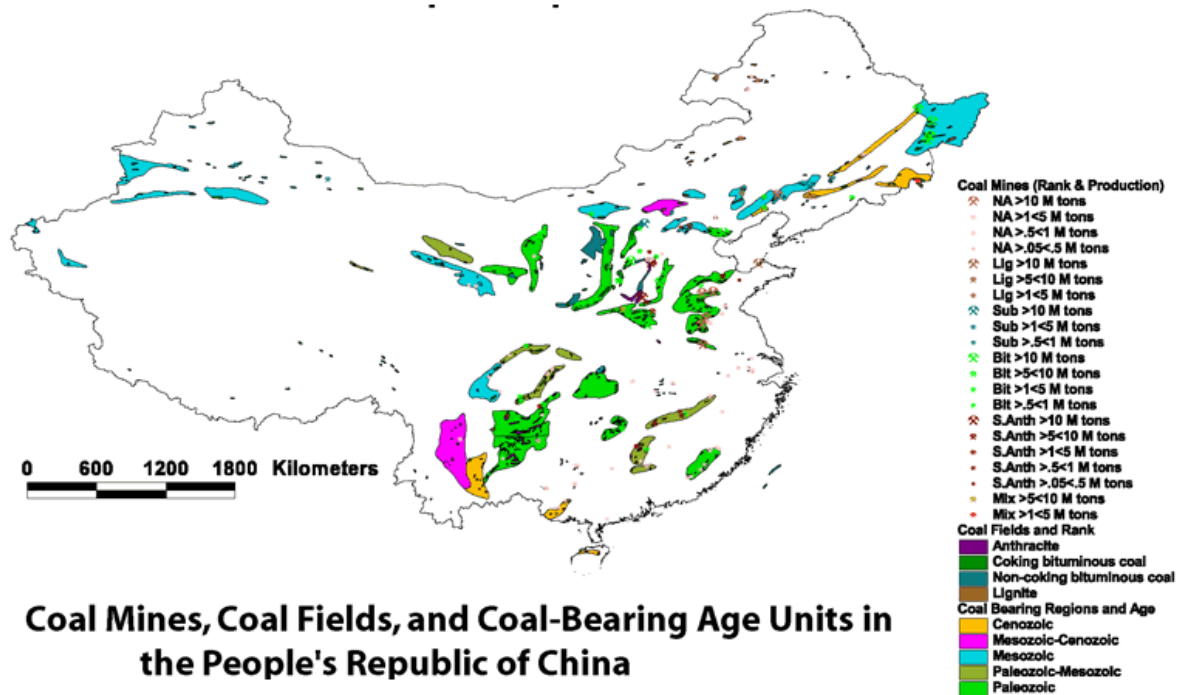 Coal Mines (Rank & Production)
NA >10 M tons
NA >1<5 M tons
NA >.5<1 M tons
NA >.05<.5 M tons
Lig >10 M tons
Lig >5<10 M tons
Lig >1<5 M tons
Sub >10 M tons
Sub >1<5 M tons
Sub >.5<1 M tons
Bit >10 M tons
Bit >5<10 M tons
Bit >1<5 M tons
Bit >.5<1 M tons
S.Anth >10 M tons
S.Anth >5<10 M tons
S.Anth >1<5 M tons
S.Anth >.5<1 M tons
S.Anth >.05<.5 M tons
Mix >5<10 M tons
Mix >1<5 M tons
Coal Fields and Rank
Anthracite
Coking bituminous coal
Non-coking bituminous coal
Lignite
Coal Bearing Regions and Age
Cenozoic
Mesozoic-Cenozoic
Mesozoic
Paleozoic-Mesozoic
Paleozoic
0 600 1200 1800 Kilometers
Coal Mines, Coal Fields, and Coal-Bearing Age Units in
the People's Republic of China